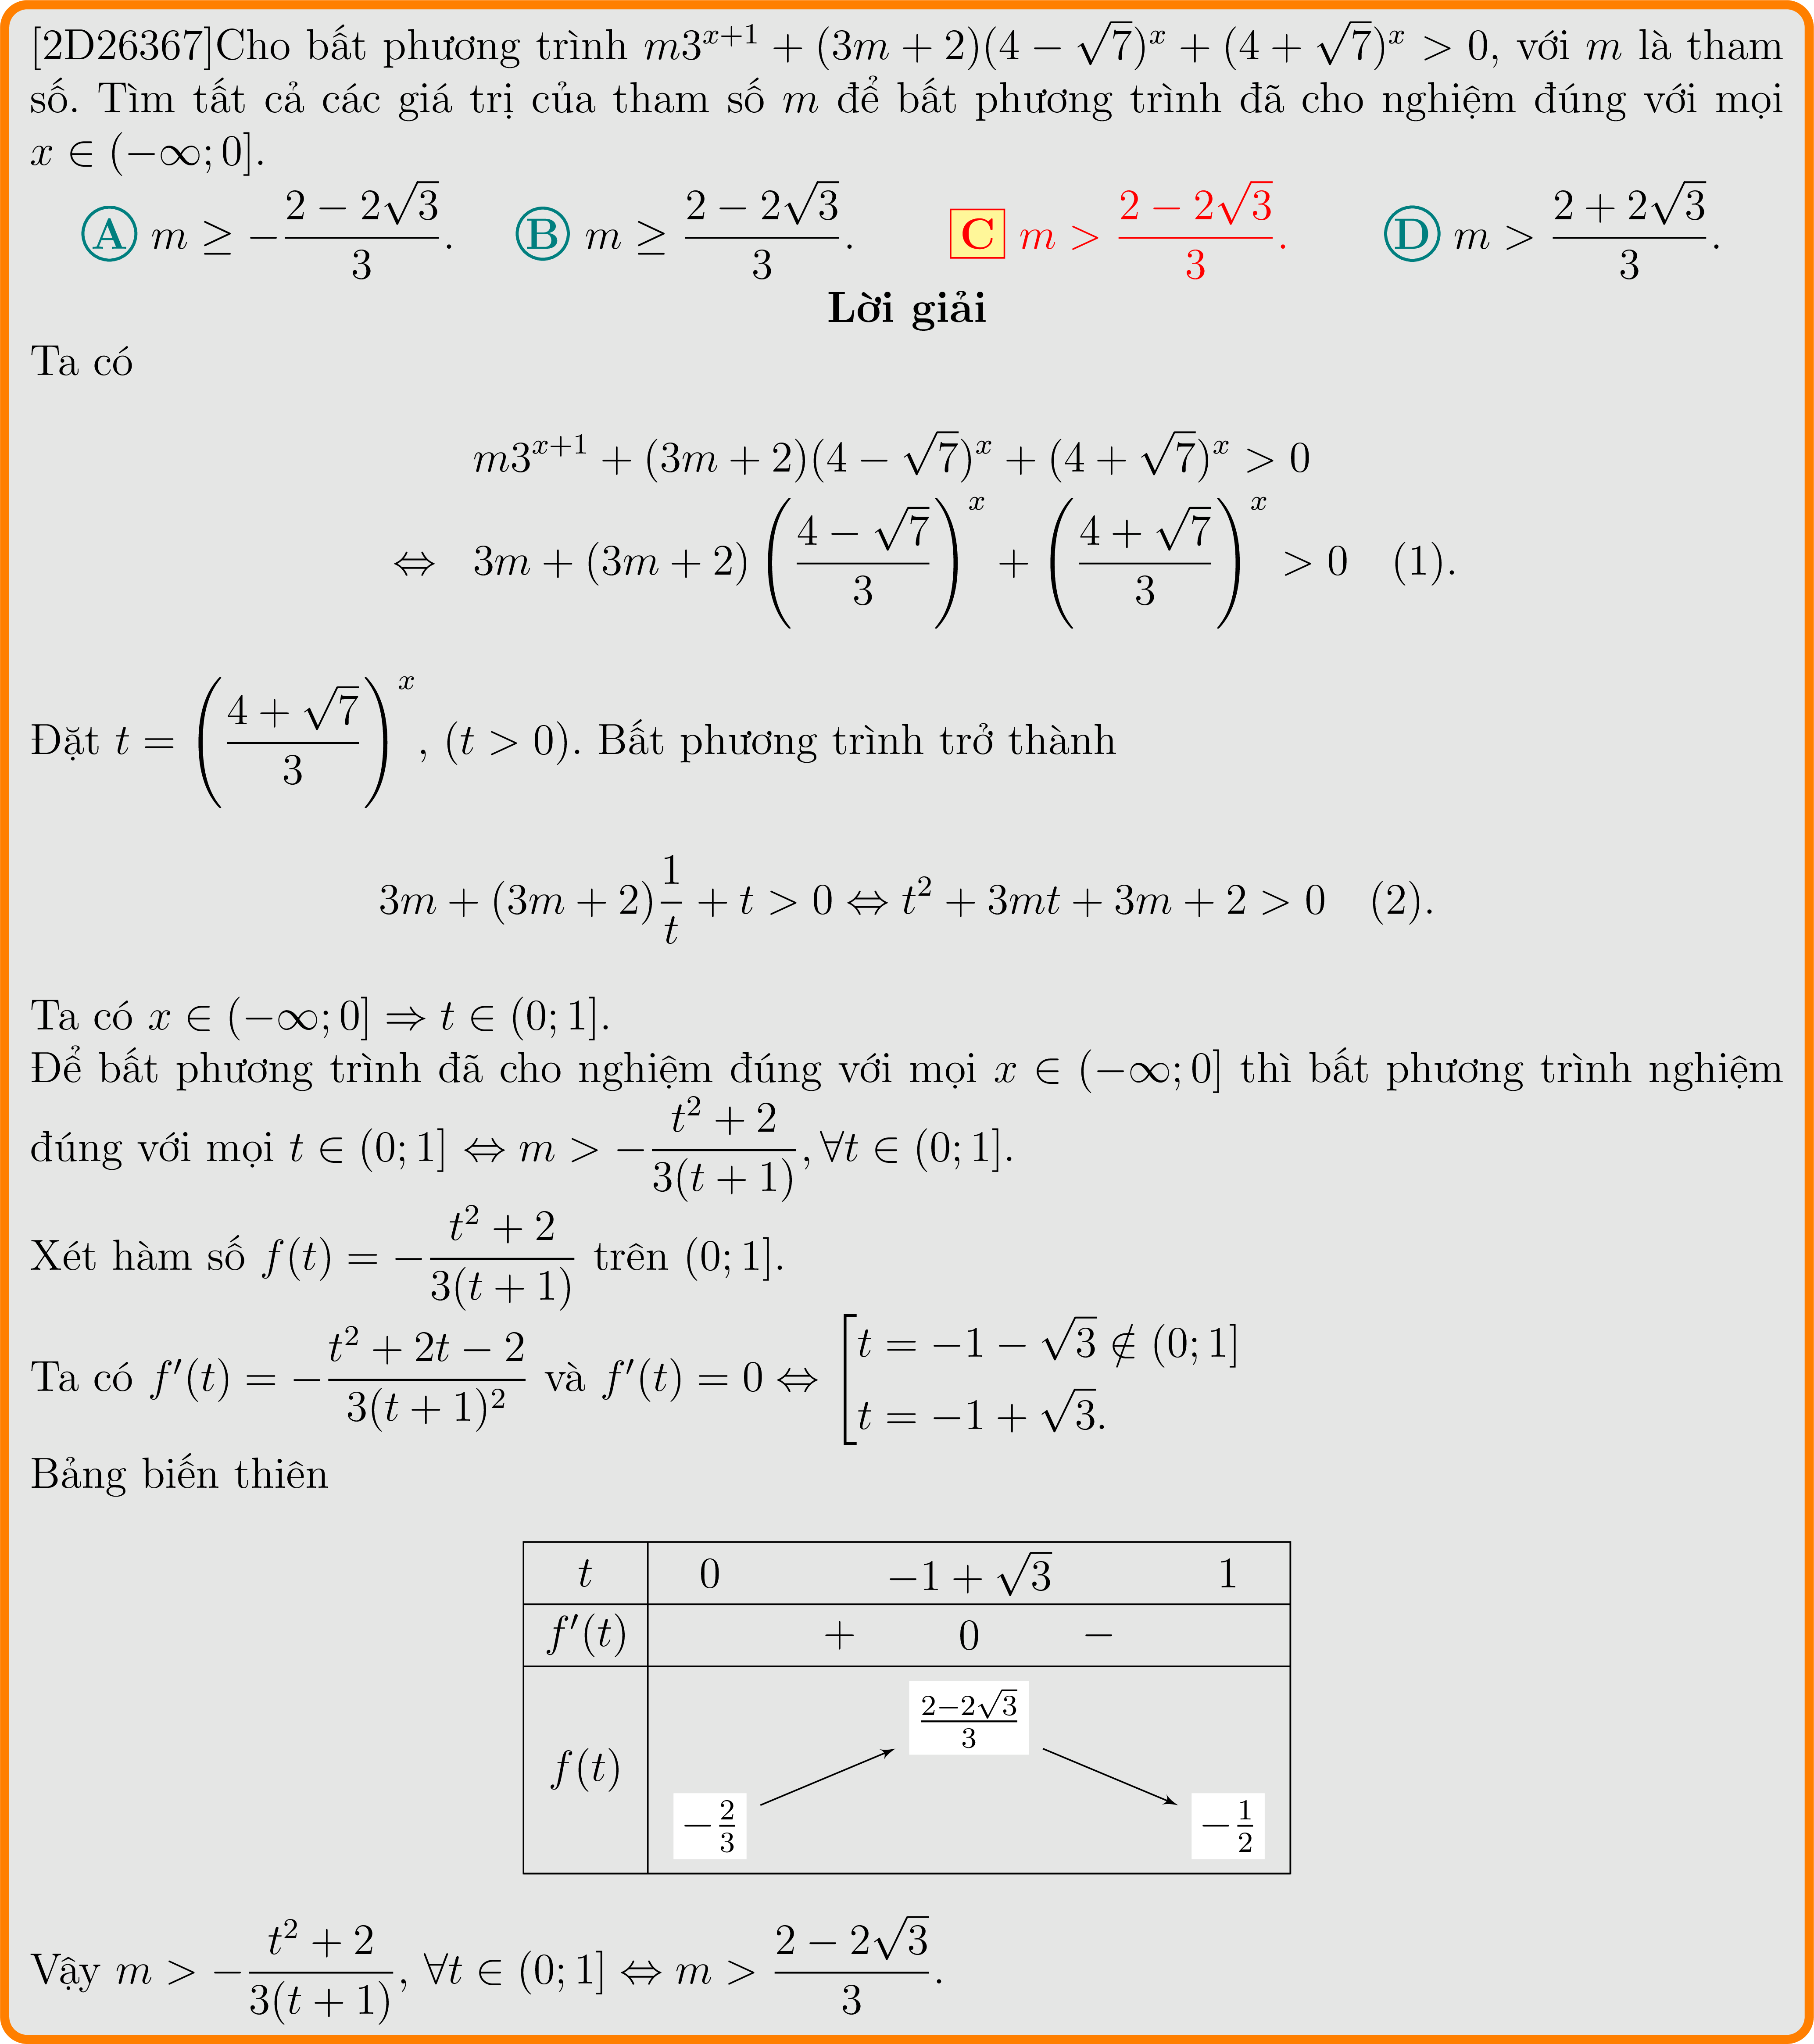 [2D26367]Cho bất phương trình $m3^{x+1} + (3m + 2)(4 - \sqrt{7})^x + (4 + \sqrt{7})^x > 0$, với $m$ là tham
số. Tìm tất cả các giá trị của tham số $m$ để bất phương trình đã cho nghiệm đúng với mọi
$x \in (-\infty; 0]$.
A $m \geq -\frac{2 - 2\sqrt{3}}{3}$. B $m \geq \frac{2 - 2\sqrt{3}}{3}$. C $m > \frac{2 - 2\sqrt{3}}{3}$. D $m > \frac{2 + 2\sqrt{3}}{3}$.
Lời giải
Ta có
$m3^{x+1} + (3m + 2)(4 - \sqrt{7})^x + (4 + \sqrt{7})^x > 0$
$\Leftrightarrow 3m + (3m + 2)\left(\frac{4 - \sqrt{7}}{3}\right)^x + \left(\frac{4 + \sqrt{7}}{3}\right)^x > 0 \quad (1).$
Đặt $t = \left(\frac{4 + \sqrt{7}}{3}\right)^x$, $(t > 0)$. Bất phương trình trở thành
$3m + (3m + 2)\frac{1}{t} + t > 0 \Leftrightarrow t^2 + 3mt + 3m + 2 > 0 \quad (2).$
Ta có $x \in (-\infty; 0] \Rightarrow t \in (0; 1]$.
Để bất phương trình đã cho nghiệm đúng với mọi $x \in (-\infty; 0]$ thì bất phương trình nghiệm
đúng với mọi $t \in (0; 1] \Leftrightarrow m > -\frac{t^2 + 2}{3(t + 1)}, \forall t \in (0; 1]$.
Xét hàm số $f(t) = -\frac{t^2 + 2}{3(t + 1)}$ trên $(0; 1]$.
Ta có $f'(t) = -\frac{t^2 + 2t - 2}{3(t + 1)^2}$ và $f'(t) = 0 \Leftrightarrow \left[\begin{array}{l} t = -1 - \sqrt{3} \notin (0; 1] \\ t = -1 + \sqrt{3}. \end{array}\right.$
Bảng biến thiên
$t$ $0$ $-1 + \sqrt{3}$ $1$
$f'(t)$ $+$ $0$ $-$
$f(t)$ $-\frac{2}{3}$ $\frac{2-2\sqrt{3}}{3}$ $-\frac{1}{2}$
Vậy $m > -\frac{t^2 + 2}{3(t + 1)}, \forall t \in (0; 1] \Leftrightarrow m > \frac{2 - 2\sqrt{3}}{3}$.